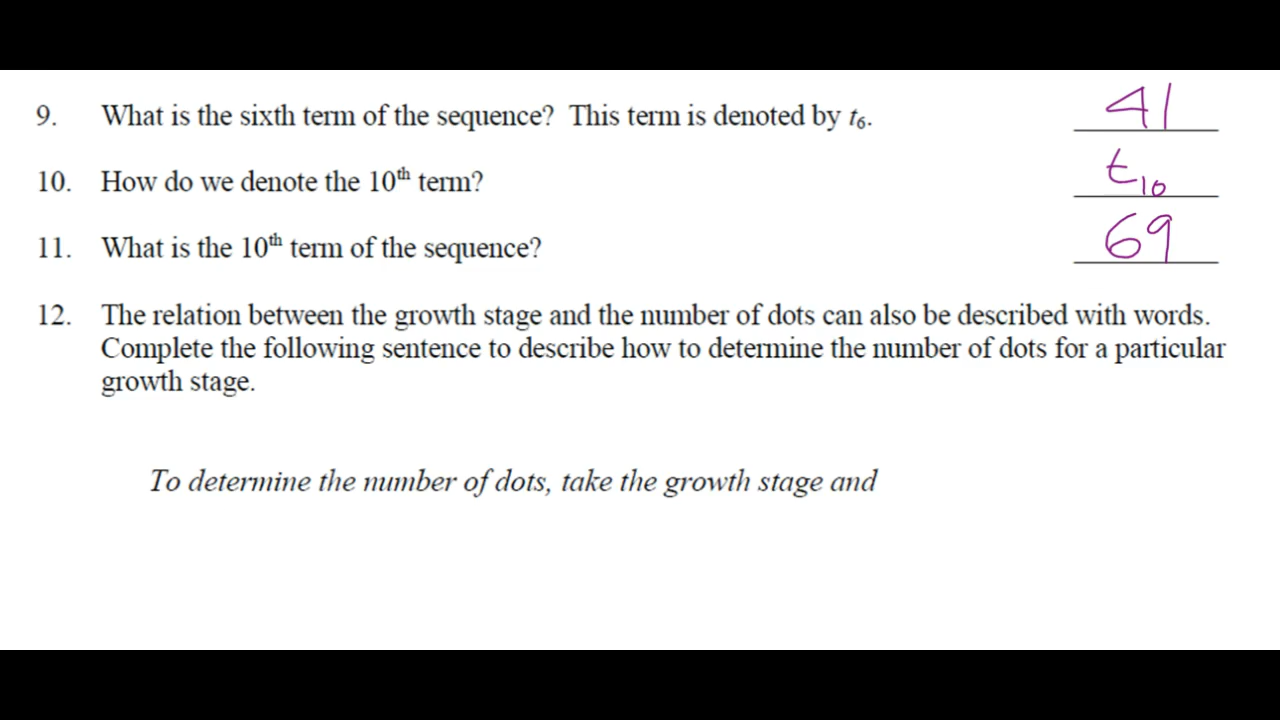 9. What is the sixth term of the sequence? This term is denoted by t₆. 41
10. How do we denote the 10ᵗʰ term? t₁₀
11. What is the 10ᵗʰ term of the sequence? 69
12. The relation between the growth stage and the number of dots can also be described with words.
Complete the following sentence to describe how to determine the number of dots for a particular
growth stage.
To determine the number of dots, take the growth stage and